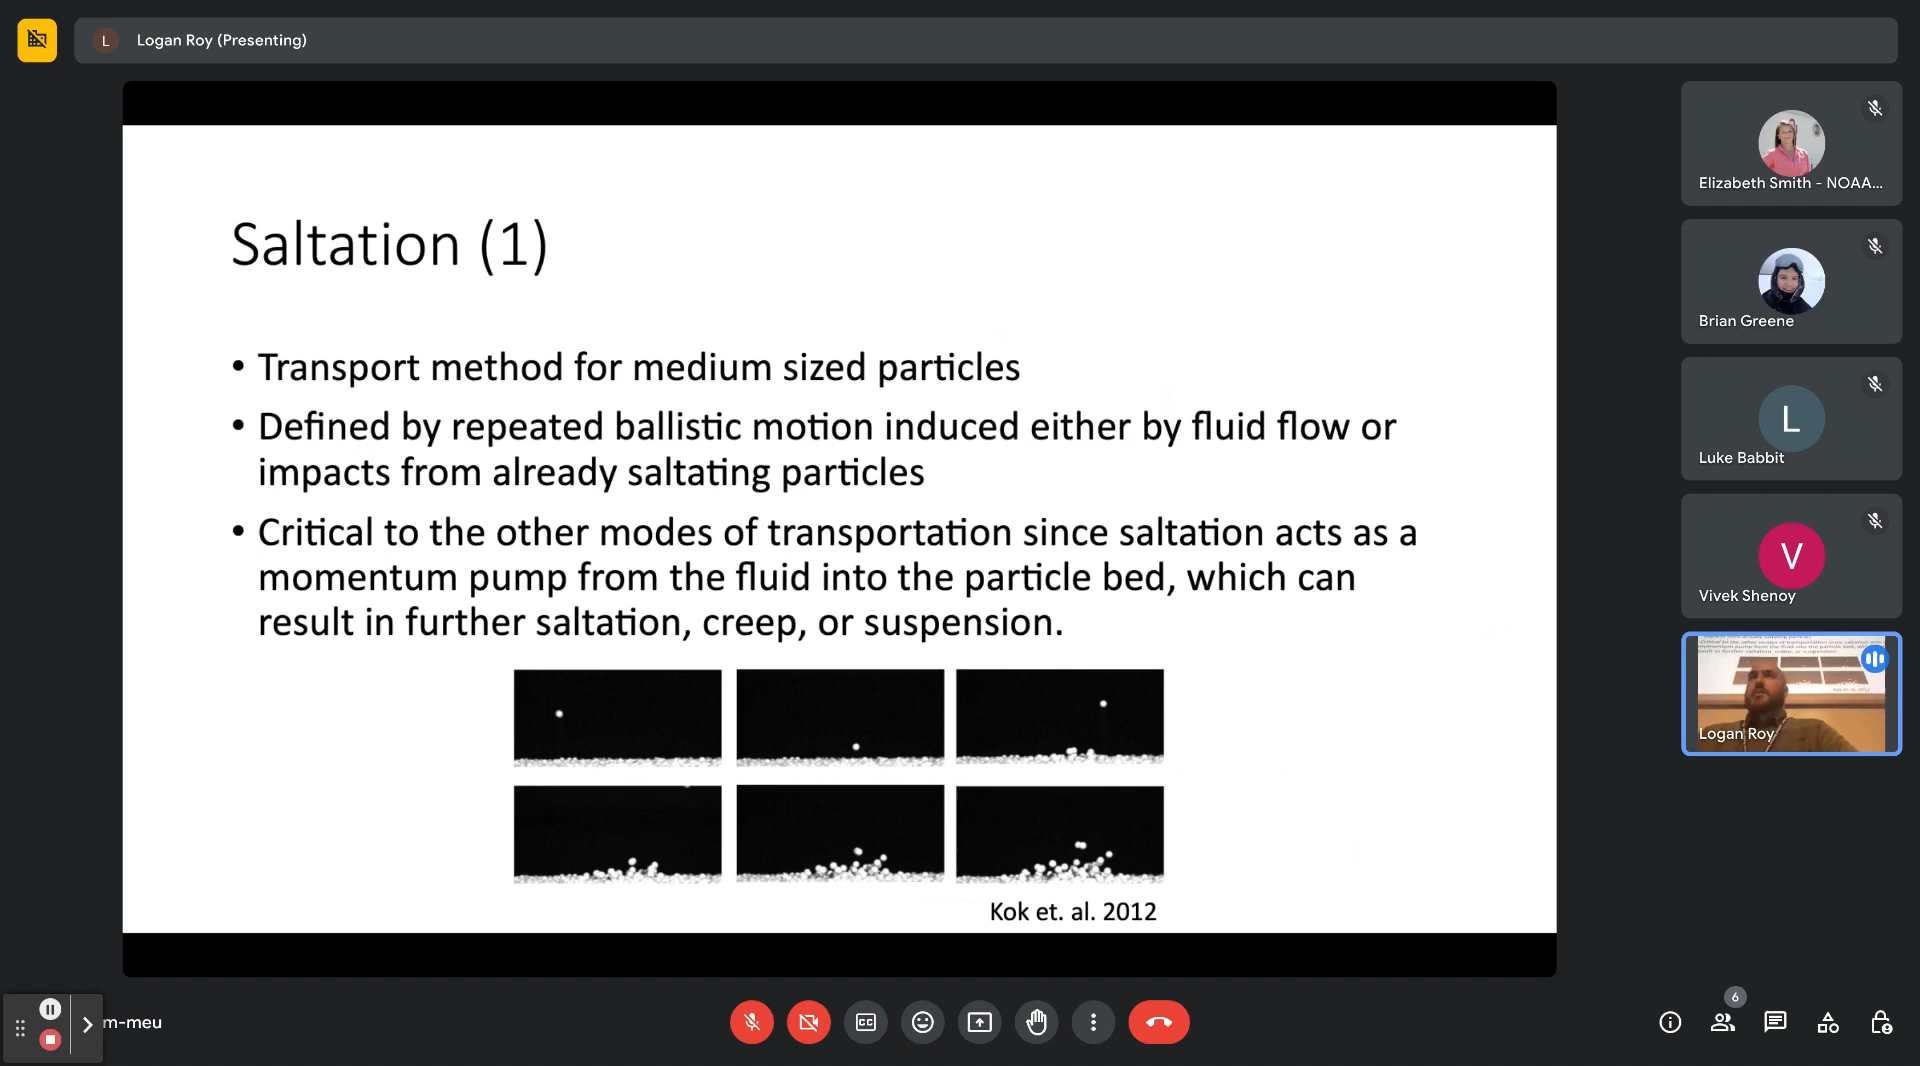 L Logan Roy (Presenting)
Saltation (1)
• Transport method for medium sized particles
• Defined by repeated ballistic motion induced either by fluid flow or
impacts from already saltating particles
• Critical to the other modes of transportation since saltation acts as a
momentum pump from the fluid into the particle bed, which can
result in further saltation, creep, or suspension.
Kok et. al. 2012
Elizabeth Smith - NOAA...
Brian Greene
L
Luke Babbit
V
Vivek Shenoy
Logan Roy
m-meu
CC
6